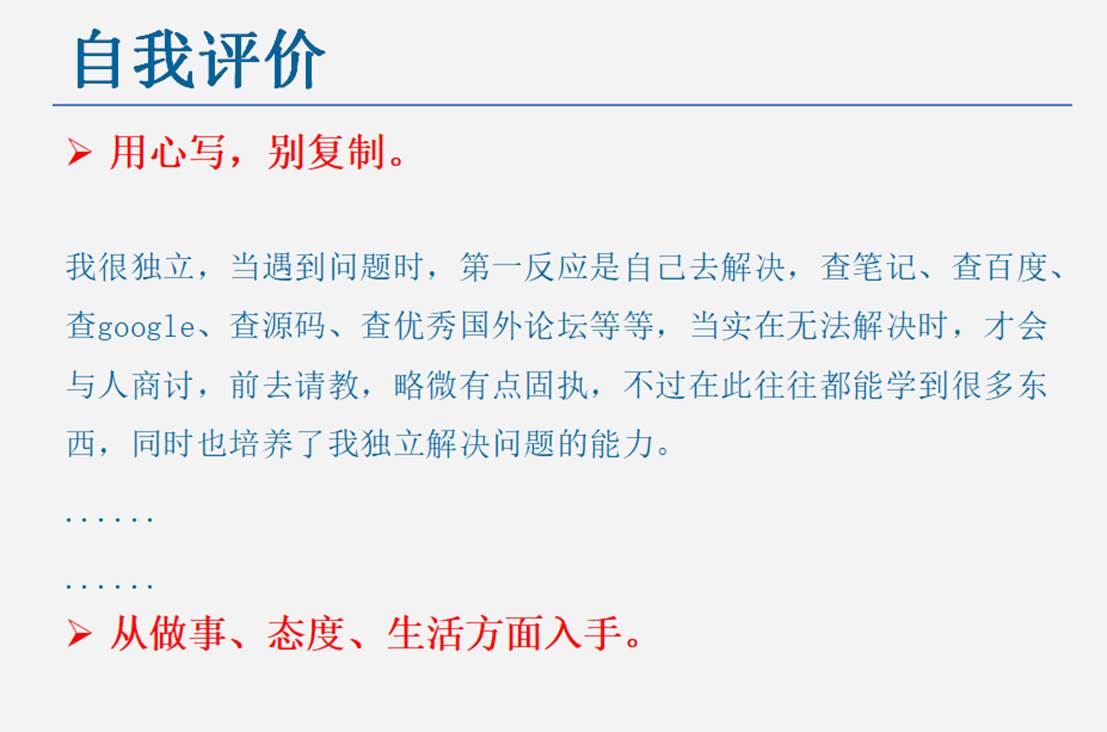 自我评价
➢ 用心写，别复制。
我很独立，当遇到问题时，第一反应是自己去解决，查笔记、查百度、
查google、查源码、查优秀国外论坛等等，当实在无法解决时，才会
与人商讨，前去请教，略微有点固执，不过在此往往都能学到很多东
西，同时也培养了我独立解决问题的能力。
......
......
➢ 从做事、态度、生活方面入手。